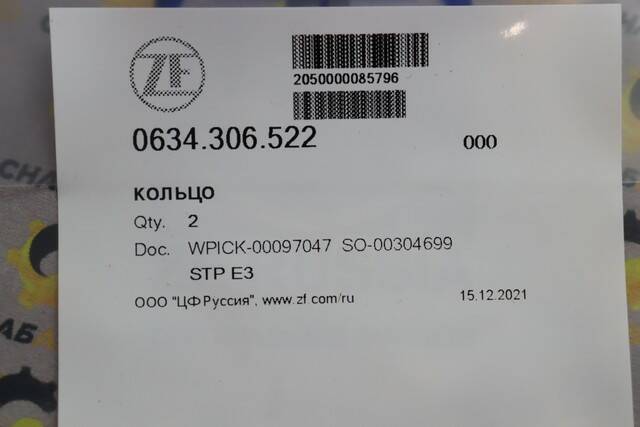 ZF
2050000085796
0634.306.522 000
КОЛЬЦО
Qty. 2
Doc. WPICK-00097047 SO-00304699
STP E3
ООО "ЦФ Руссия", www.zf.com/ru 15.12.2021